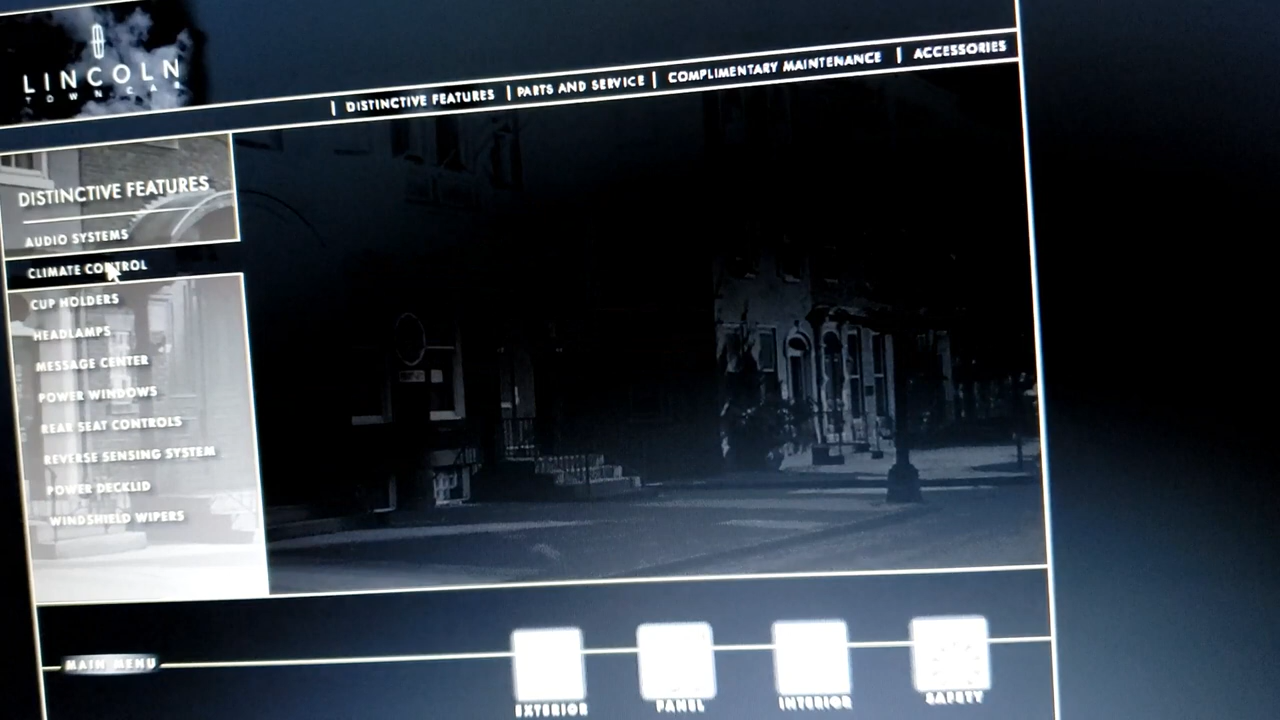 LINCOLN
TOWN CAR
| DISTINCTIVE FEATURES | PARTS AND SERVICE | COMPLIMENTARY MAINTENANCE | ACCESSORIES
DISTINCTIVE FEATURES
AUDIO SYSTEMS
CLIMATE CONTROL
CUP HOLDERS
HEADLAMPS
MESSAGE CENTER
POWER WINDOWS
REAR SEAT CONTROLS
REVERSE SENSING SYSTEM
POWER DECKLID
WINDSHIELD WIPERS
MAIN MENU
EXTERIOR PANEL INTERIOR SAFETY